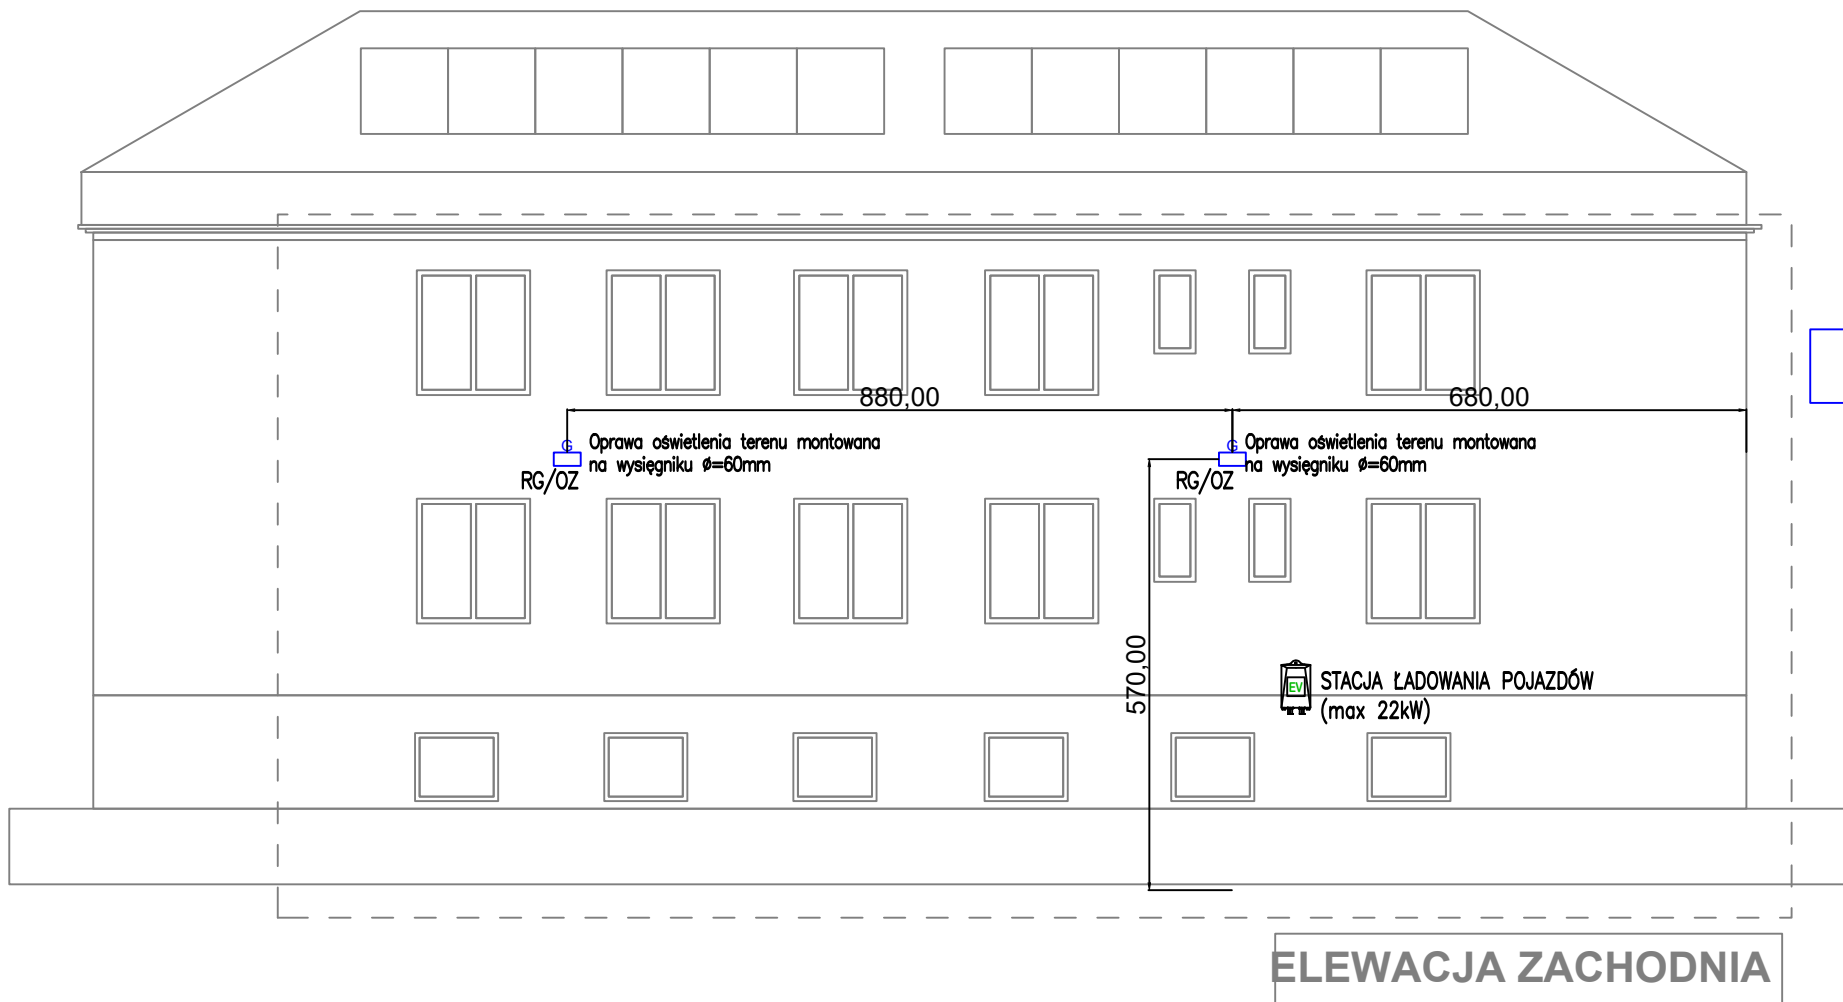 880,00
680,00
G
Oprawa oświetlenia terenu montowana
na wysięgniku ø=60mm
RG/OZ
G
Oprawa oświetlenia terenu montowana
na wysięgniku ø=60mm
RG/OZ
570,00
EV
STACJA ŁADOWANIA POJAZDÓW
(max 22kW)
ELEWACJA ZACHODNIA